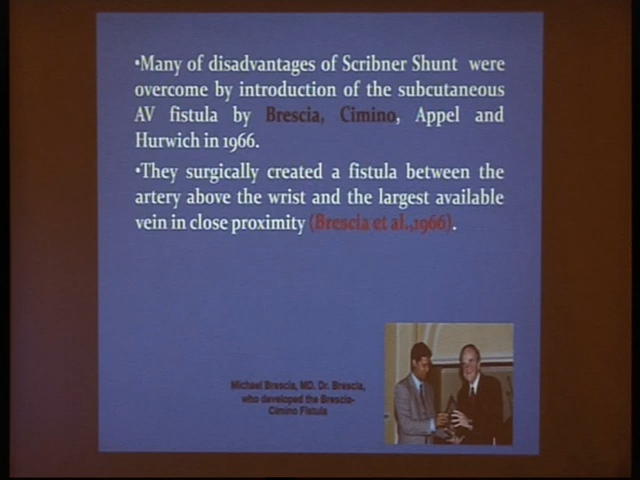 •Many of disadvantages of Scribner Shunt were
overcome by introduction of the subcutaneous
AV fistula by Brescia, Cimino, Appel and
Hurwich in 1966.
•They surgically created a fistula between the
artery above the wrist and the largest available
vein in close proximity (Brescia et al.,1966).
Michael Brescia, MD. Dr. Brescia,
who developed the Brescia-
Cimino Fistula